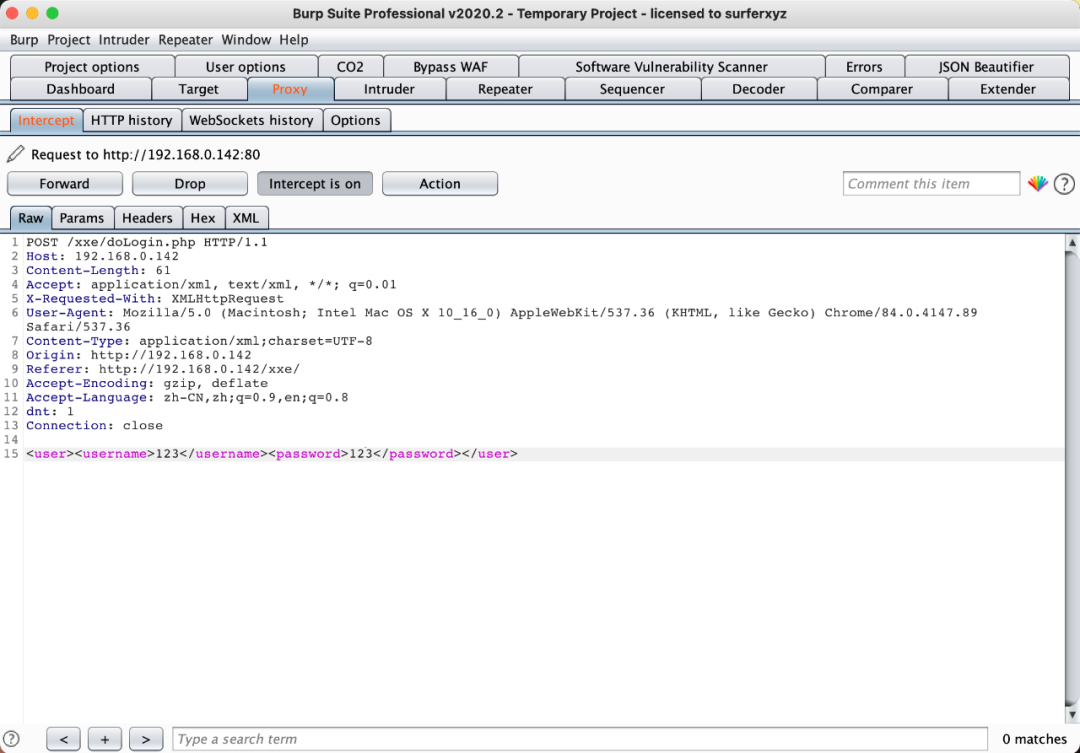 Burp Suite Professional v2020.2 - Temporary Project - licensed to surferxyz
Burp Project Intruder Repeater Window Help
Project options User options CO2 Bypass WAF Software Vulnerability Scanner Errors JSON Beautifier
Dashboard Target Proxy Intruder Repeater Sequencer Decoder Comparer Extender
Intercept HTTP history WebSockets history Options
Request to http://192.168.0.142:80
Forward Drop Intercept is on Action Comment this item ?
Raw Params Headers Hex XML
1 POST /xxe/doLogin.php HTTP/1.1
2 Host: 192.168.0.142
3 Content-Length: 61
4 Accept: application/xml, text/xml, */*; q=0.01
5 X-Requested-With: XMLHttpRequest
6 User-Agent: Mozilla/5.0 (Macintosh; Intel Mac OS X 10_16_0) AppleWebKit/537.36 (KHTML, like Gecko) Chrome/84.0.4147.89
Safari/537.36
7 Content-Type: application/xml;charset=UTF-8
8 Origin: http://192.168.0.142
9 Referer: http://192.168.0.142/xxe/
10 Accept-Encoding: gzip, deflate
11 Accept-Language: zh-CN,zh;q=0.9,en;q=0.8
12 dnt: 1
13 Connection: close
14
15 <user><username>123</username><password>123</password></user>
? < + > Type a search term 0 matches